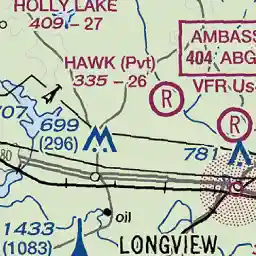 HOLLY LAKE
409 - 27
AMBASS
404 ABG
HAWK (Pvt)
335 - 26
VFR Us
R
R
707
699
(296)
781
80
oil
1433
(1083)
LONGVIEW